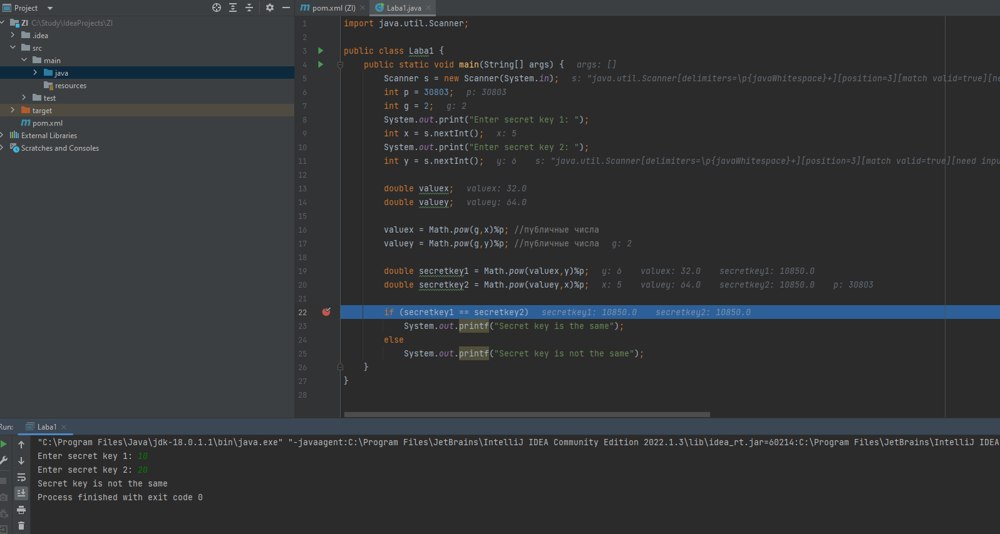 Project
ZI C:\Study\IdeaProjects\ZI
.idea
src
main
java
resources
test
target
pom.xml
External Libraries
Scratches and Consoles
pom.xml (ZI)
Laba1.java
1 import java.util.Scanner;
2
3 public class Laba1 {
4 public static void main(String[] args) { args: []
5 Scanner s = new Scanner(System.in); s: "java.util.Scanner[delimiters=\p{javaWhitespace}+][position=3][match valid=true][ne
6 int p = 30803; p: 30803
7 int g = 2; g: 2
8 System.out.print("Enter secret key 1: ");
9 int x = s.nextInt(); x: 5
10 System.out.print("Enter secret key 2: ");
11 int y = s.nextInt(); y: 6 s: "java.util.Scanner[delimiters=\p{javaWhitespace}+][position=3][match valid=true][need inpu
12
13 double valuex; valuex: 32.0
14 double valuey; valuey: 64.0
15
16 valuex = Math.pow(g,x)%p; //публичные числа
17 valuey = Math.pow(g,y)%p; //публичные числа g: 2
18
19 double secretkey1 = Math.pow(valuex,y)%p; y: 6 valuex: 32.0 secretkey1: 10850.0
20 double secretkey2 = Math.pow(valuey,x)%p; x: 5 valuey: 64.0 secretkey2: 10850.0 p: 30803
21
22 if (secretkey1 == secretkey2) secretkey1: 10850.0 secretkey2: 10850.0
23 System.out.printf("Secret key is the same");
24 else
25 System.out.printf("Secret key is not the same");
26 }
27 }
28
Run: Laba1
"C:\Program Files\Java\jdk-18.0.1.1\bin\java.exe" "-javaagent:C:\Program Files\JetBrains\IntelliJ IDEA Community Edition 2022.1.3\lib\idea_rt.jar=60214:C:\Program Files\JetBrains\IntelliJ IDEA
Enter secret key 1: 10
Enter secret key 2: 20
Secret key is not the same
Process finished with exit code 0